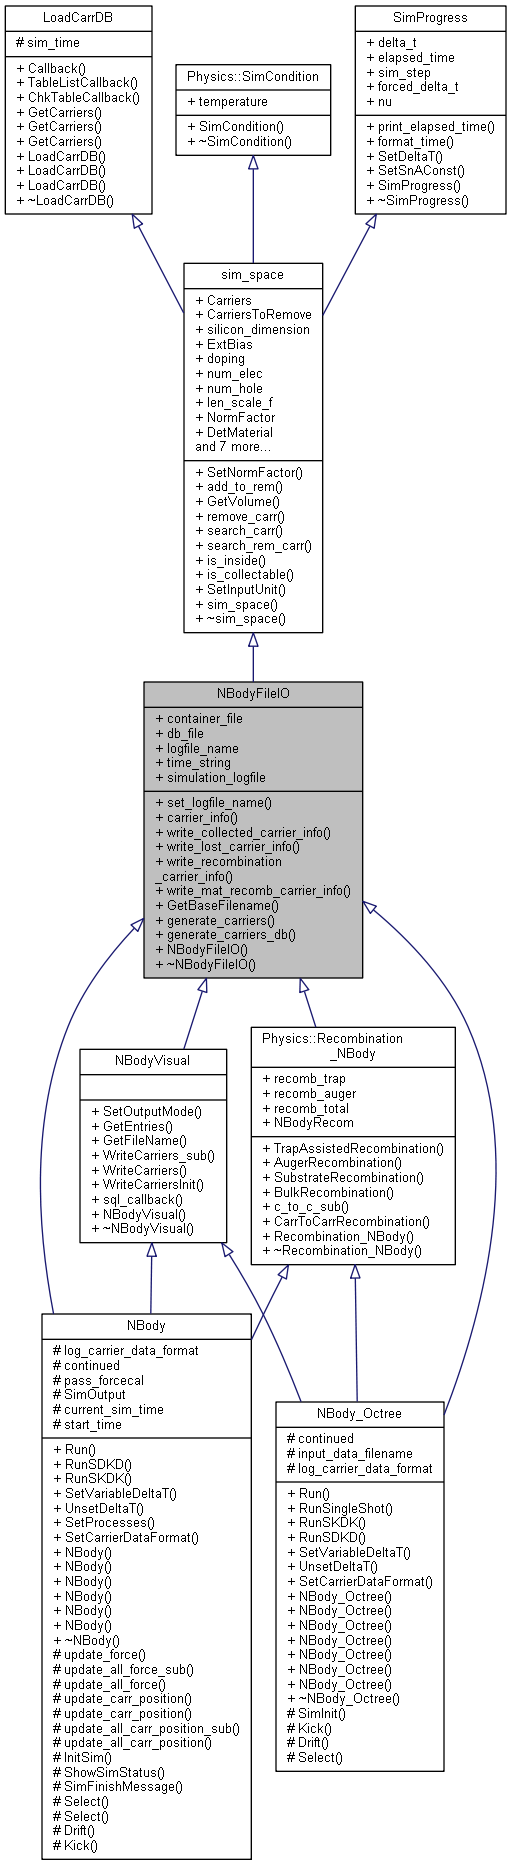 LoadCarrDB
# sim_time
+ Callback()
+ TableListCallback()
+ ChkTableCallback()
+ GetCarriers()
+ GetCarriers()
+ GetCarriers()
+ LoadCarrDB()
+ LoadCarrDB()
+ LoadCarrDB()
+ ~LoadCarrDB()
Physics::SimCondition
+ temperature
+ SimCondition()
+ ~SimCondition()
SimProgress
+ delta_t
+ elapsed_time
+ sim_step
+ forced_delta_t
+ nu
+ print_elapsed_time()
+ format_time()
+ SetDeltaT()
+ SetSnAConst()
+ SimProgress()
+ ~SimProgress()
sim_space
+ Carriers
+ CarriersToRemove
+ silicon_dimension
+ ExtBias
+ doping
+ num_elec
+ num_hole
+ len_scale_f
+ NormFactor
+ DetMaterial
and 7 more...
+ SetNormFactor()
+ add_to_rem()
+ GetVolume()
+ remove_carr()
+ search_carr()
+ search_rem_carr()
+ is_inside()
+ is_collectable()
+ SetInputUnit()
+ sim_space()
+ ~sim_space()
NBodyFileIO
+ container_file
+ db_file
+ logfile_name
+ time_string
+ simulation_logfile
+ set_logfile_name()
+ carrier_info()
+ write_collected_carrier_info()
+ write_lost_carrier_info()
+ write_recombination
_carrier_info()
+ write_mat_recomb_carrier_info()
+ GetBaseFilename()
+ generate_carriers()
+ generate_carriers_db()
+ NBodyFileIO()
+ ~NBodyFileIO()
NBodyVisual
+ SetOutputMode()
+ GetEntries()
+ GetFileName()
+ WriteCarriers_sub()
+ WriteCarriers()
+ WriteCarriersInit()
+ sql_callback()
+ NBodyVisual()
+ ~NBodyVisual()
Physics::Recombination
_NBody
+ recomb_trap
+ recomb_auger
+ recomb_total
+ NBodyRecom
+ TrapAssistedRecombination()
+ AugerRecombination()
+ SubstrateRecombination()
+ BulkRecombination()
+ c_to_c_sub()
+ CarrToCarrRecombination()
+ Recombination_NBody()
+ ~Recombination_NBody()
NBody
# log_carrier_data_format
# continued
# pass_forcecal
# SimOutput
# current_sim_time
# start_time
+ Run()
+ RunSDKD()
+ RunSKDK()
+ SetVariableDeltaT()
+ UnsetDeltaT()
+ SetProcesses()
+ SetCarrierDataFormat()
+ NBody()
+ NBody()
+ NBody()
+ NBody()
+ NBody()
+ NBody()
+ ~NBody()
# update_force()
# update_all_force_sub()
# update_all_force()
# update_carr_position()
# update_carr_position()
# update_all_carr_position_sub()
# update_all_carr_position()
# InitSim()
# ShowSimStatus()
# SimFinishMessage()
# Select()
# Select()
# Drift()
# Kick()
NBody_Octree
# continued
# input_data_filename
# log_carrier_data_format
+ Run()
+ RunSingleShot()
+ RunSKDK()
+ RunSDKD()
+ SetVariableDeltaT()
+ UnsetDeltaT()
+ SetCarrierDataFormat()
+ NBody_Octree()
+ NBody_Octree()
+ NBody_Octree()
+ NBody_Octree()
+ NBody_Octree()
+ NBody_Octree()
+ NBody_Octree()
+ ~NBody_Octree()
# SimInit()
# Kick()
# Drift()
# Select()